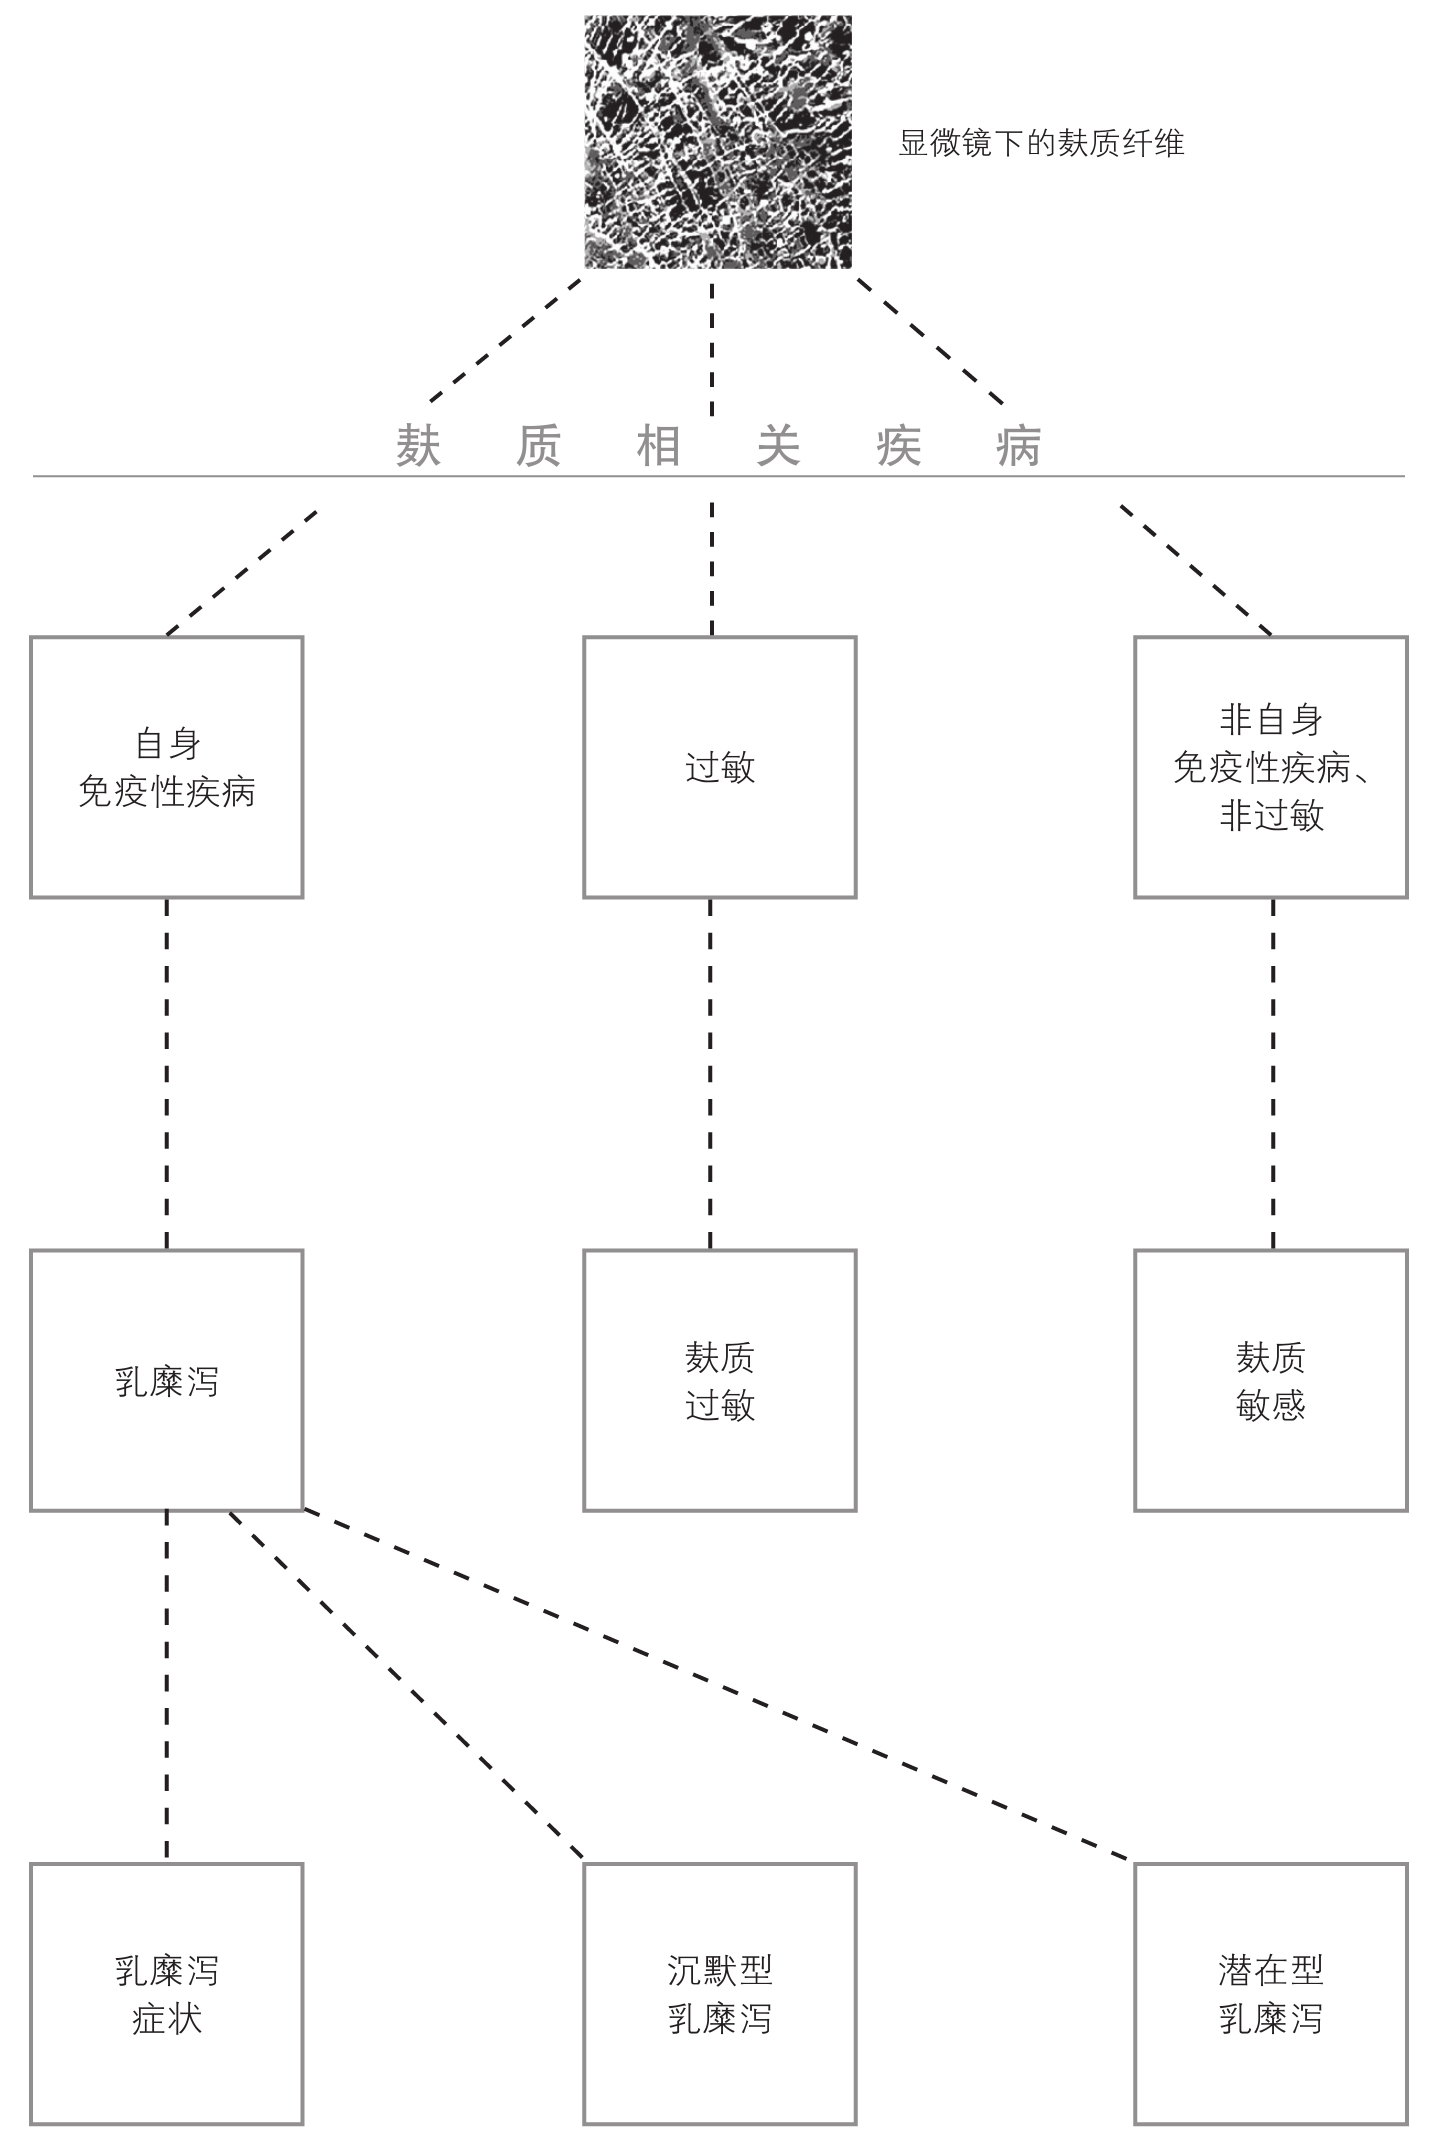 显微镜下的麸质纤维
麸质相关疾病
自身
免疫性疾病
过敏
非自身
免疫性疾病、
非过敏
乳糜泻
麸质
过敏
麸质
敏感
乳糜泻
症状
沉默型
乳糜泻
潜在型
乳糜泻